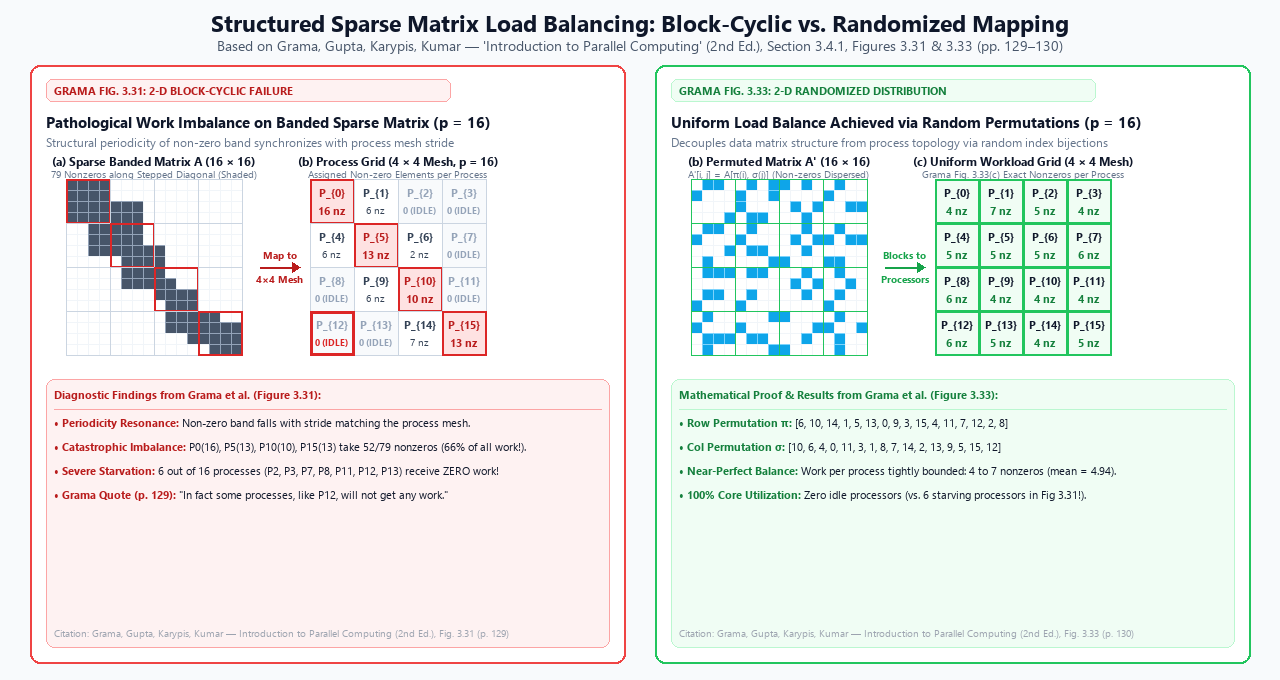 Structured Sparse Matrix Load Balancing: Block-Cyclic vs. Randomized Mapping
Based on Grama, Gupta, Karypis, Kumar — 'Introduction to Parallel Computing' (2nd Ed.), Section 3.4.1, Figures 3.31 & 3.33 (pp. 129–130)
GRAMA FIG. 3.31: 2-D BLOCK-CYCLIC FAILURE
Pathological Work Imbalance on Banded Sparse Matrix (p = 16)
Structural periodicity of non-zero band synchronizes with process mesh stride
(a) Sparse Banded Matrix A (16 × 16)
79 Nonzeros along Stepped Diagonal (Shaded)
(b) Process Grid (4 × 4 Mesh, p = 16)
Assigned Non-zero Elements per Process
P_{0} P_{1} P_{2} P_{3}
16 nz 6 nz 0 (IDLE) 0 (IDLE)
P_{4} P_{5} P_{6} P_{7}
6 nz 13 nz 2 nz 0 (IDLE)
Map to
4×4 Mesh
P_{8} P_{9} P_{10} P_{11}
0 (IDLE) 6 nz 10 nz 0 (IDLE)
P_{12} P_{13} P_{14} P_{15}
0 (IDLE) 0 (IDLE) 7 nz 13 nz
Diagnostic Findings from Grama et al. (Figure 3.31):
• Periodicity Resonance: Non-zero band falls with stride matching the process mesh.
• Catastrophic Imbalance: P0(16), P5(13), P10(10), P15(13) take 52/79 nonzeros (66% of all work!).
• Severe Starvation: 6 out of 16 processes (P2, P3, P7, P8, P11, P12, P13) receive ZERO work!
• Grama Quote (p. 129): "In fact some processes, like P12, will not get any work."
Citation: Grama, Gupta, Karypis, Kumar — Introduction to Parallel Computing (2nd Ed.), Fig. 3.31 (p. 129)
GRAMA FIG. 3.33: 2-D RANDOMIZED DISTRIBUTION
Uniform Load Balance Achieved via Random Permutations (p = 16)
Decouples data matrix structure from process topology via random index bijections
(b) Permuted Matrix A' (16 × 16)
A'[i, j] = A[π(i), σ(j)] (Non-zeros Dispersed)
(c) Uniform Workload Grid (4 × 4 Mesh)
Grama Fig. 3.33(c) Exact Nonzeros per Process
P_{0} P_{1} P_{2} P_{3}
4 nz 7 nz 5 nz 4 nz
P_{4} P_{5} P_{6} P_{7}
5 nz 5 nz 5 nz 6 nz
Blocks to
Processors
P_{8} P_{9} P_{10} P_{11}
6 nz 4 nz 4 nz 4 nz
P_{12} P_{13} P_{14} P_{15}
6 nz 5 nz 4 nz 5 nz
Mathematical Proof & Results from Grama et al. (Figure 3.33):
• Row Permutation π: [6, 10, 14, 1, 5, 13, 0, 9, 3, 15, 4, 11, 7, 12, 2, 8]
• Col Permutation σ: [10, 6, 4, 0, 11, 3, 1, 8, 7, 14, 2, 13, 9, 5, 15, 12]
• Near-Perfect Balance: Work per process tightly bounded: 4 to 7 nonzeros (mean = 4.94).
• 100% Core Utilization: Zero idle processors (vs. 6 starving processors in Fig 3.31!).
Citation: Grama, Gupta, Karypis, Kumar — Introduction to Parallel Computing (2nd Ed.), Fig. 3.33 (p. 130)